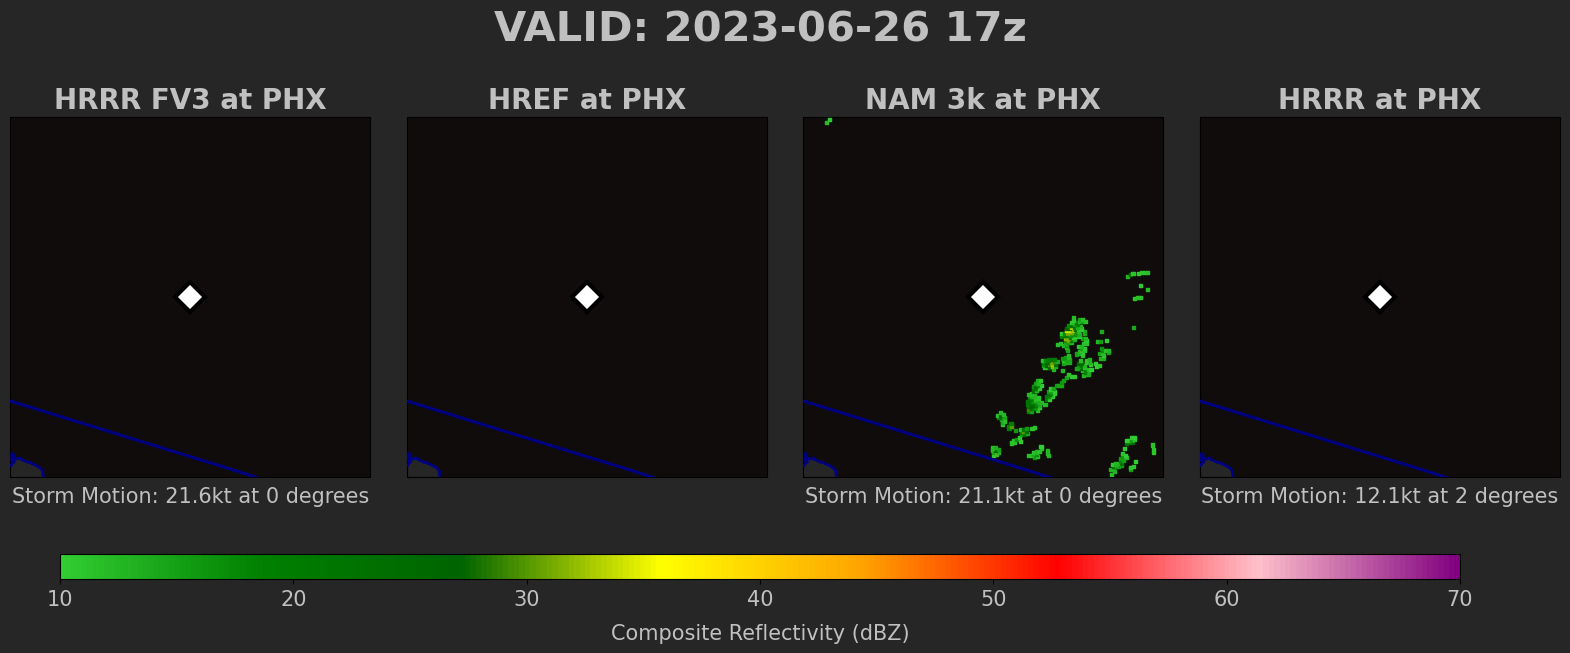 VALID: 2023-06-26 17z
HRRR FV3 at PHX
HREF at PHX
NAM 3k at PHX
HRRR at PHX
Storm Motion: 21.6kt at 0 degrees
Storm Motion: 21.1kt at 0 degrees
Storm Motion: 12.1kt at 2 degrees
10 20 30 40 50 60 70
Composite Reflectivity (dBZ)